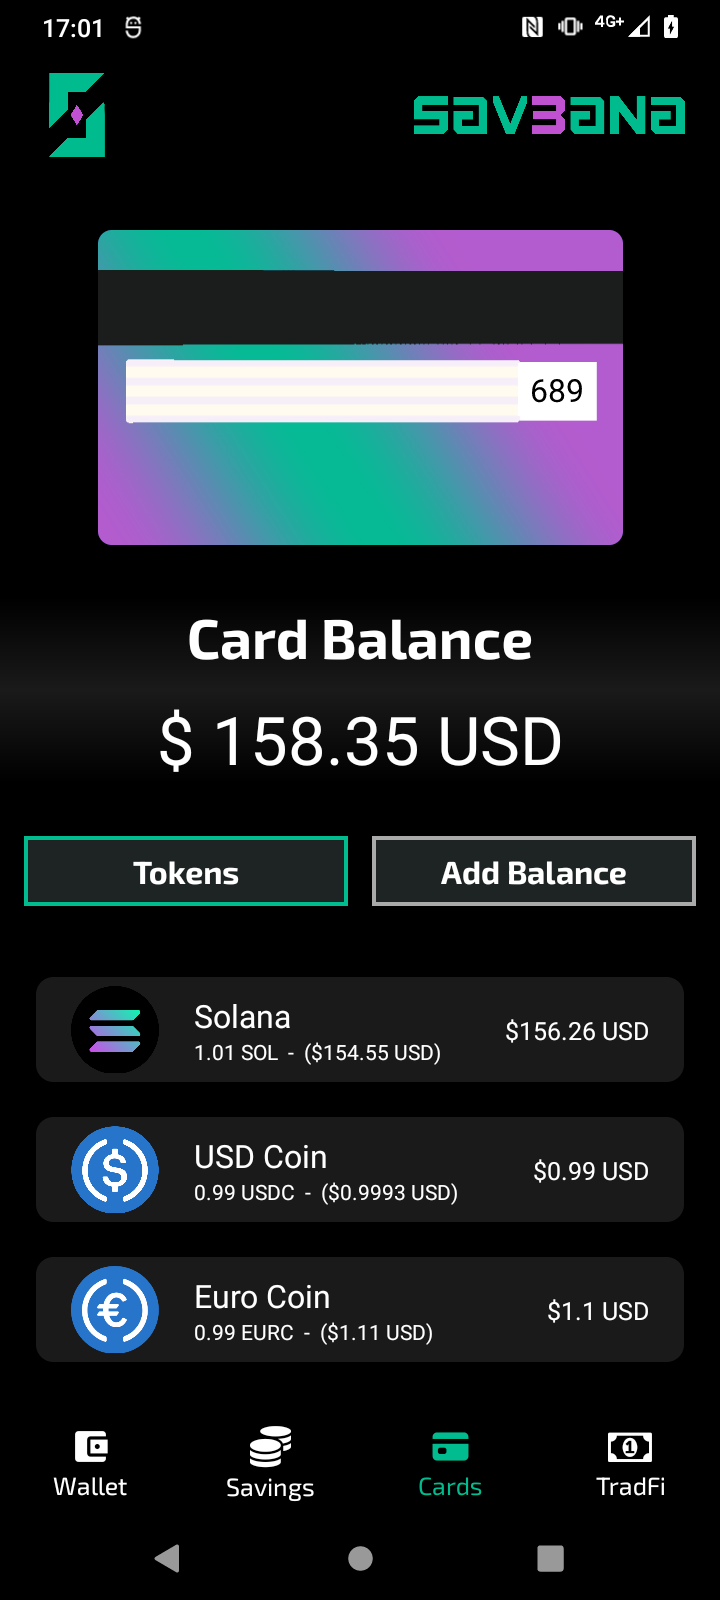 17:01 4G+
sav3ana
689
Card Balance
$ 158.35 USD
Tokens Add Balance
Solana
1.01 SOL - ($154.55 USD) $156.26 USD
USD Coin
0.99 USDC - ($0.9993 USD) $0.99 USD
Euro Coin
0.99 EURC - ($1.11 USD) $1.1 USD
Wallet Savings Cards TradFi